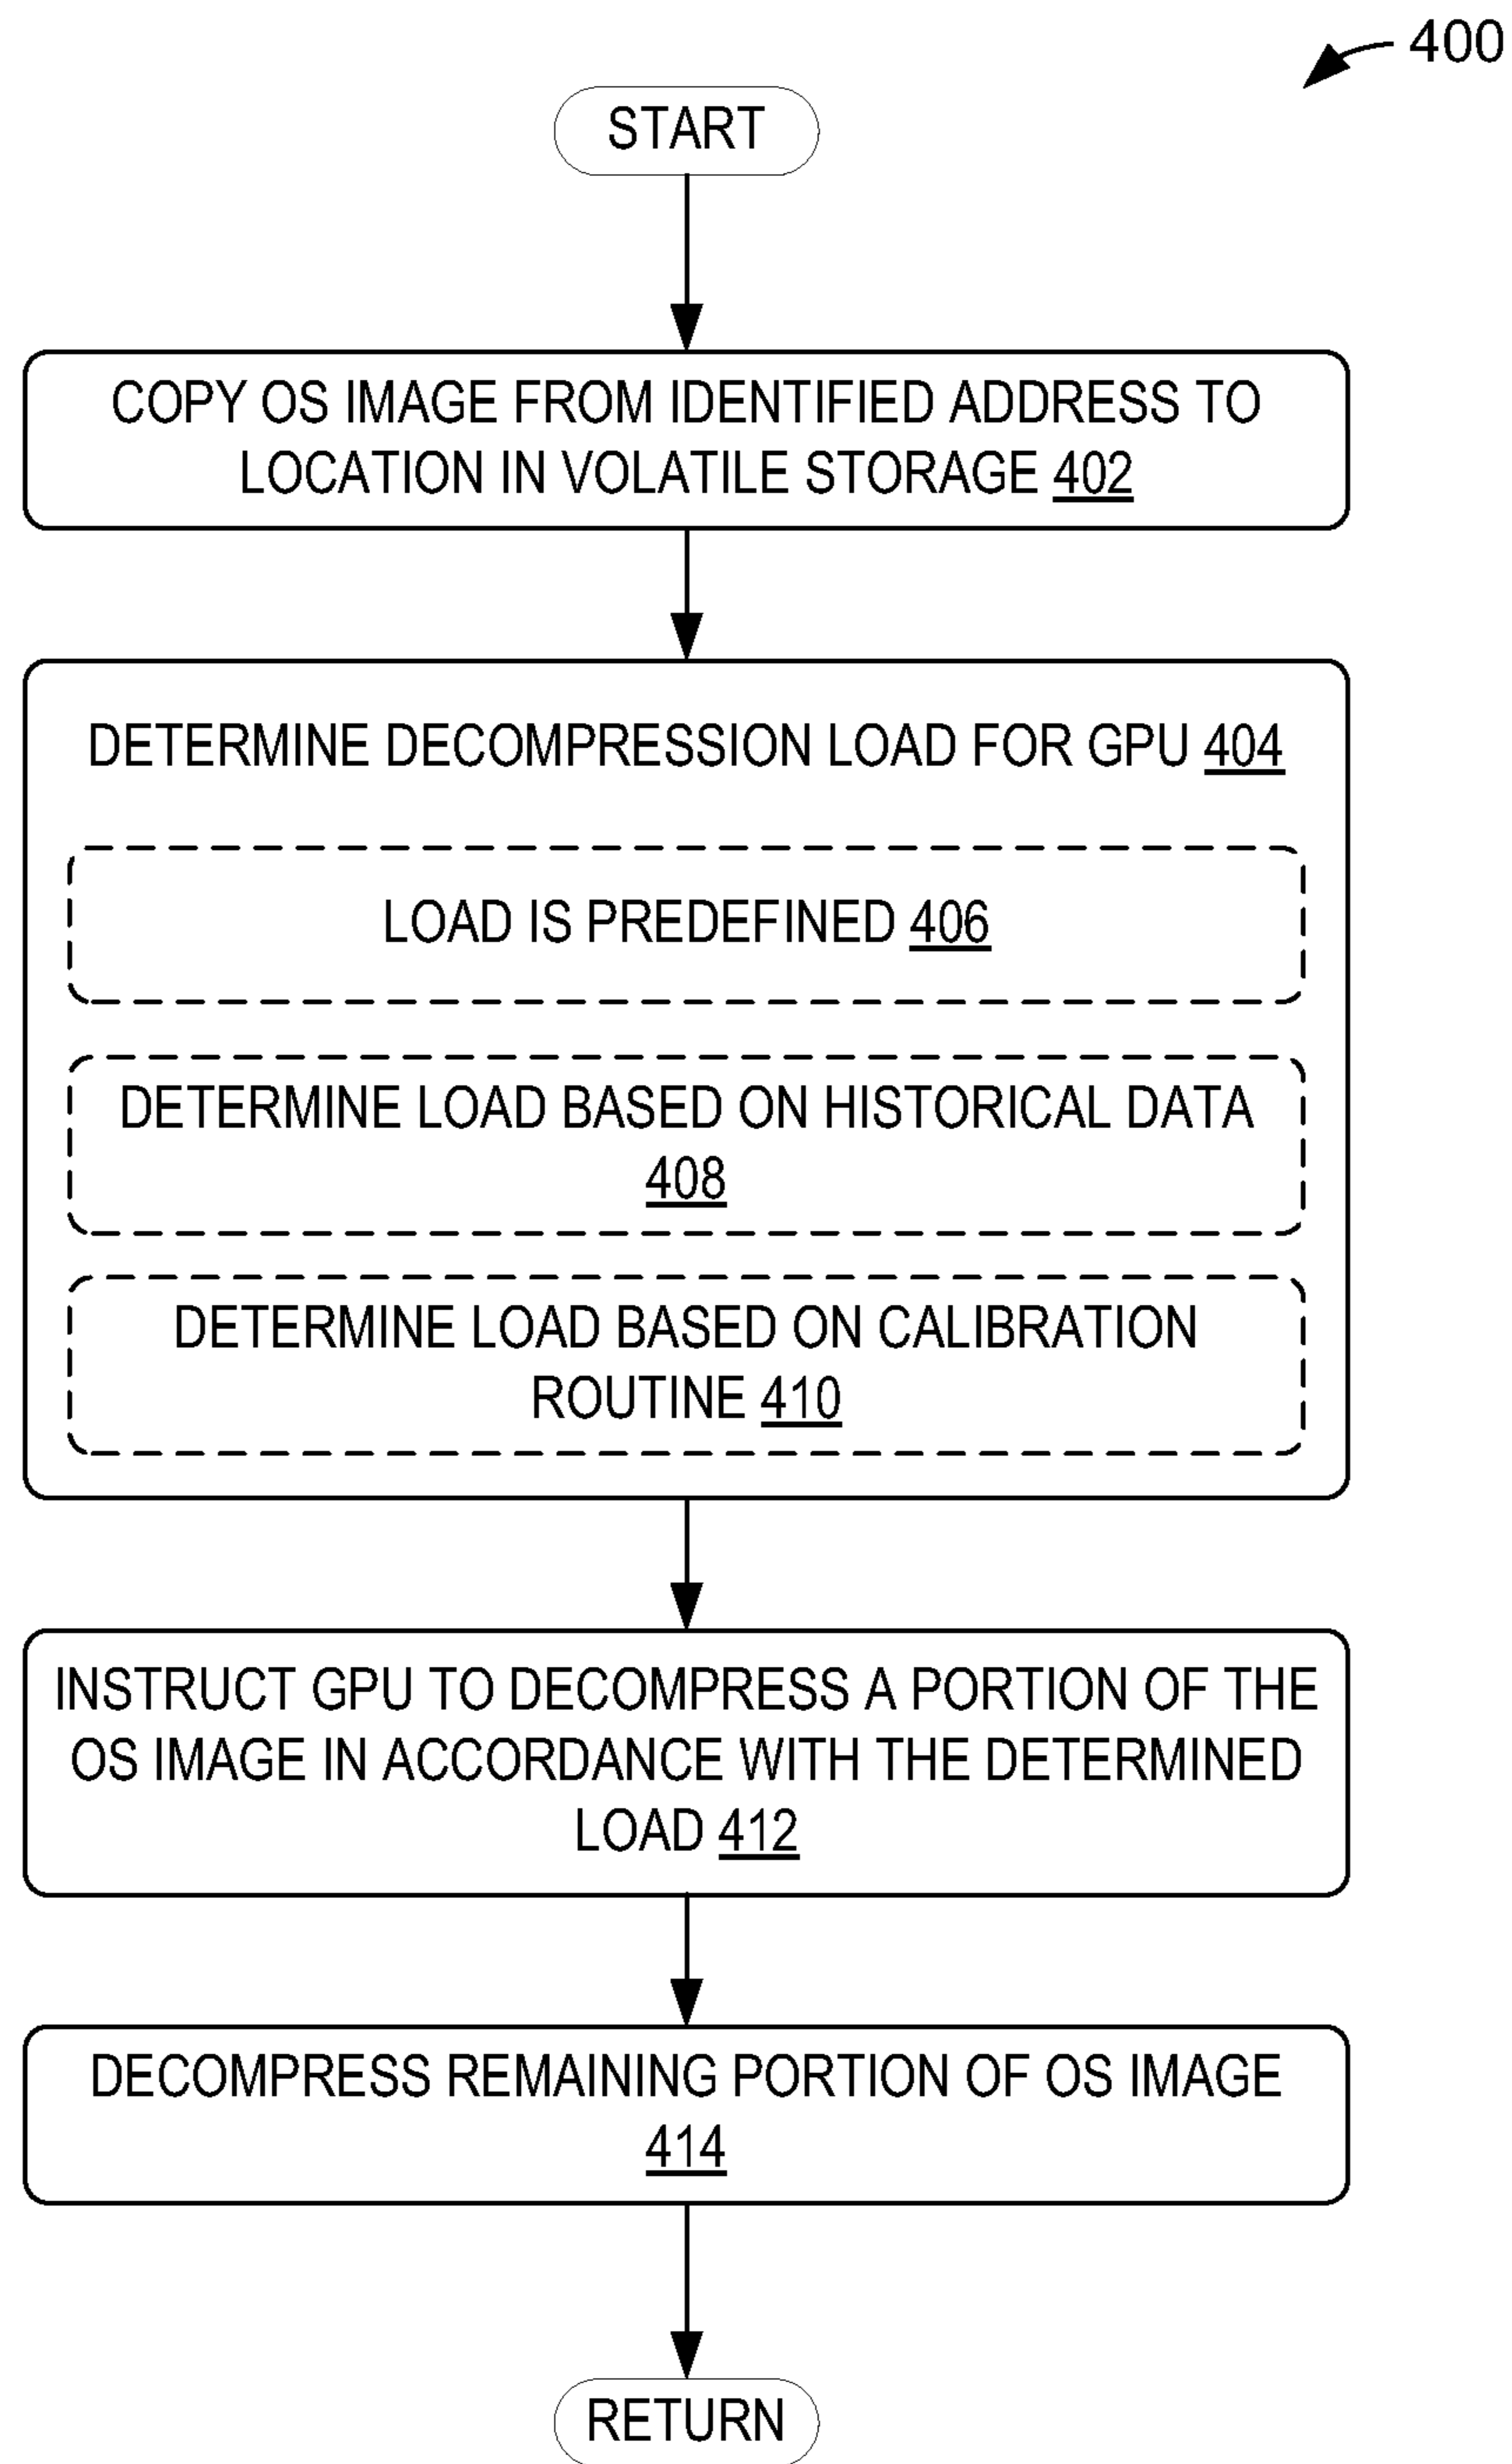 400
START
COPY OS IMAGE FROM IDENTIFIED ADDRESS TO
LOCATION IN VOLATILE STORAGE 402
DETERMINE DECOMPRESSION LOAD FOR GPU 404
LOAD IS PREDEFINED 406
DETERMINE LOAD BASED ON HISTORICAL DATA
408
DETERMINE LOAD BASED ON CALIBRATION
ROUTINE 410
INSTRUCT GPU TO DECOMPRESS A PORTION OF THE
OS IMAGE IN ACCORDANCE WITH THE DETERMINED
LOAD 412
DECOMPRESS REMAINING PORTION OF OS IMAGE
414
RETURN